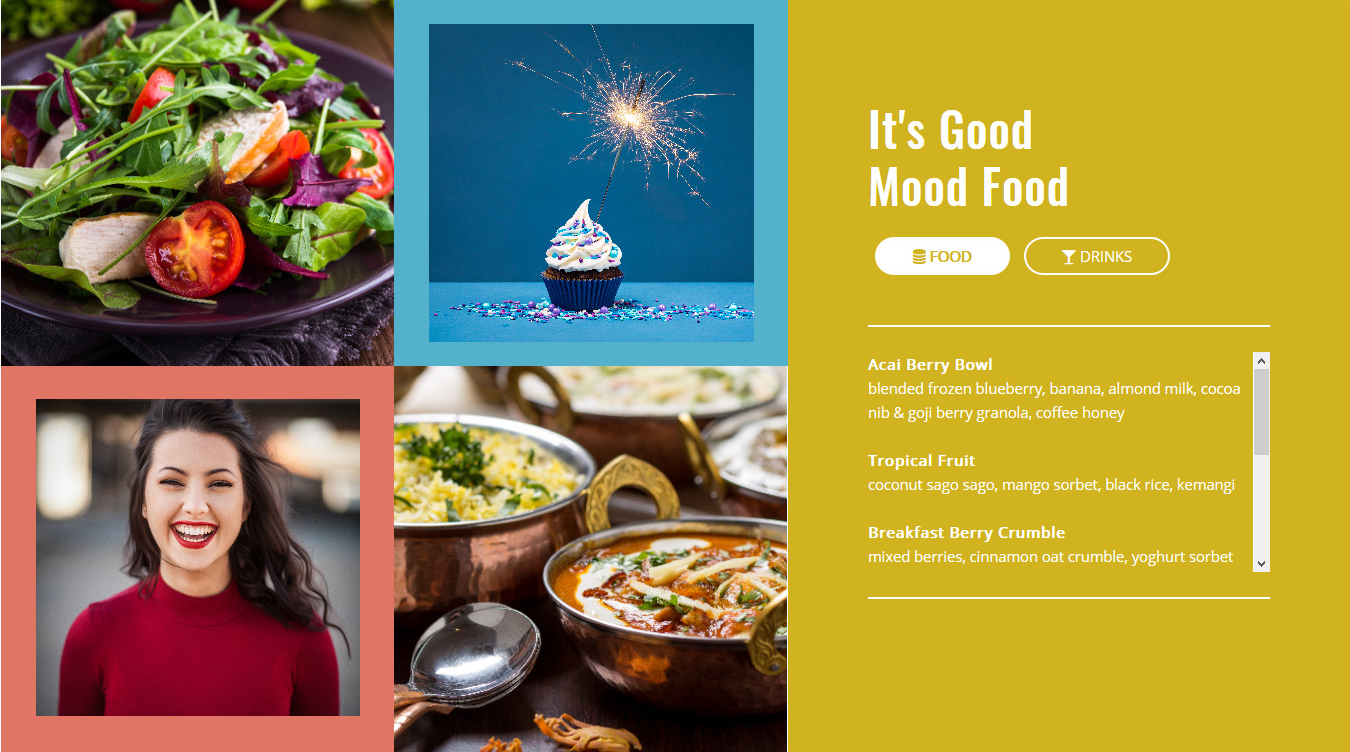 It's Good
Mood Food
FOOD
DRINKS
Acai Berry Bowl
blended frozen blueberry, banana, almond milk, cocoa
nib & goji berry granola, coffee honey
Tropical Fruit
coconut sago sago, mango sorbet, black rice, kemangi
Breakfast Berry Crumble
mixed berries, cinnamon oat crumble, yoghurt sorbet